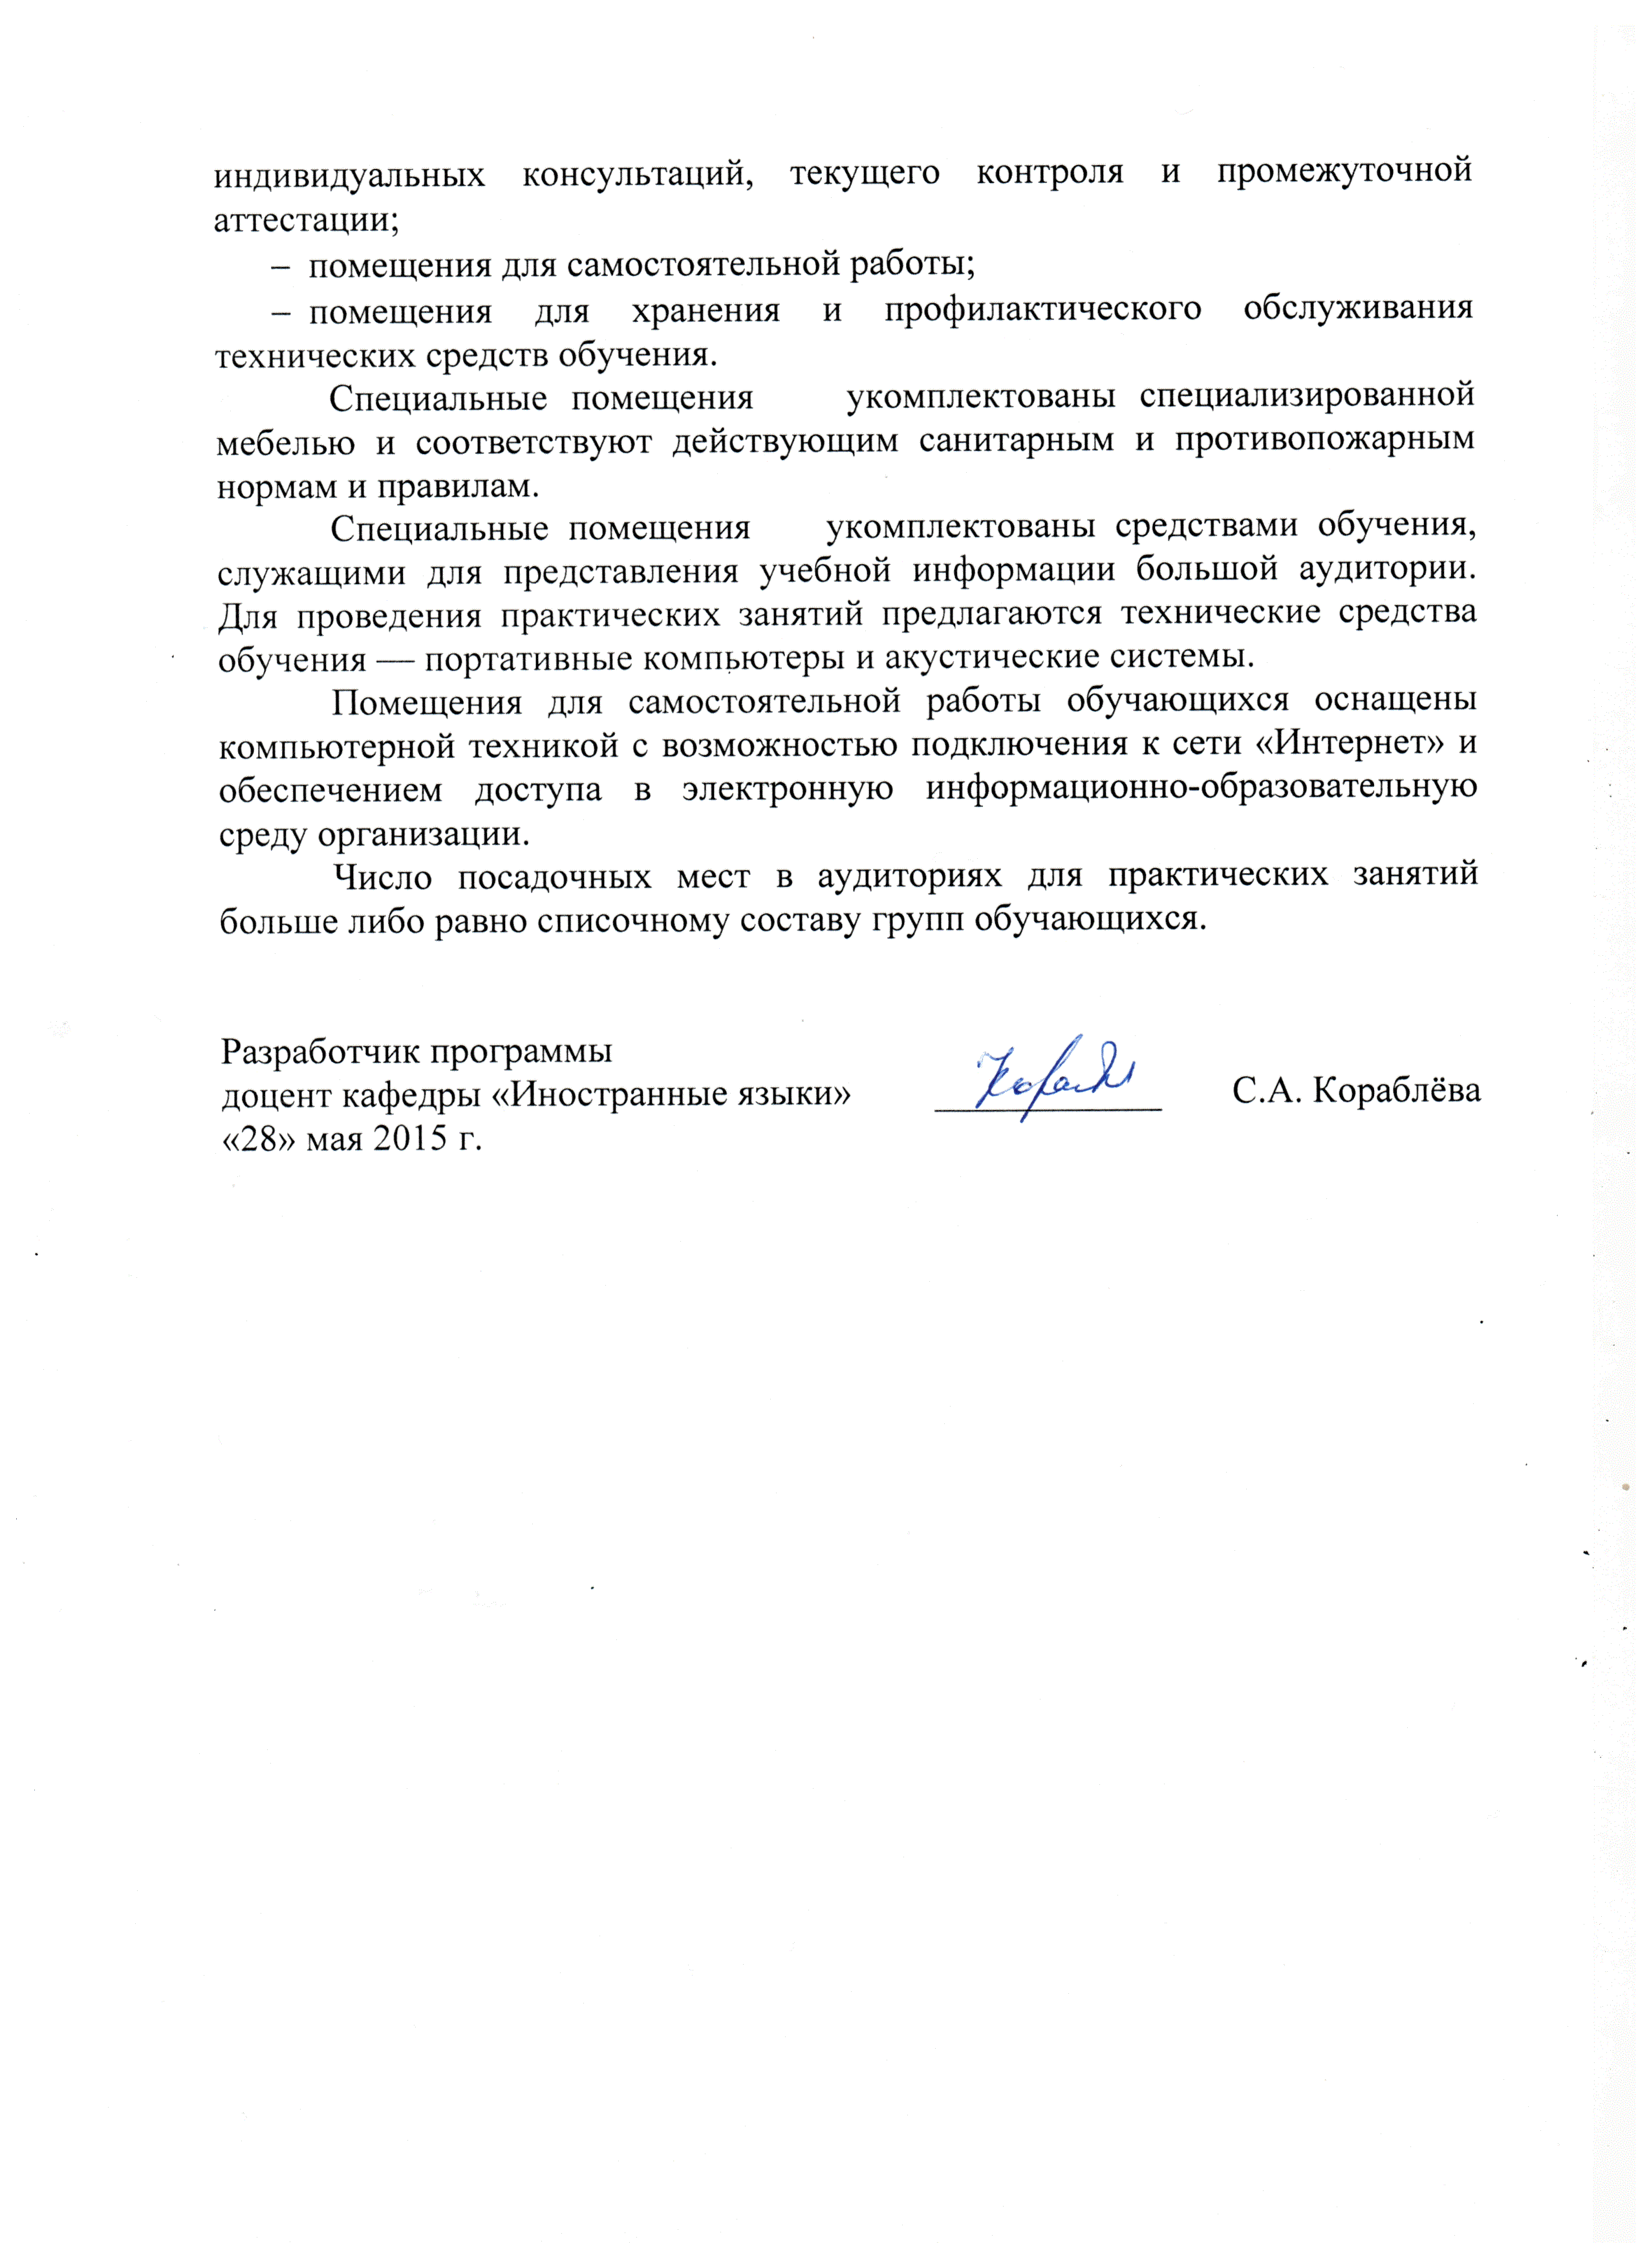 индивидуальных консультаций, текущего контроля и промежуточной
аттестации;
– помещения для самостоятельной работы;
– помещения для хранения и профилактического обслуживания
технических средств обучения.
Специальные помещения укомплектованы специализированной
мебелью и соответствуют действующим санитарным и противопожарным
нормам и правилам.
Специальные помещения укомплектованы средствами обучения,
служащими для представления учебной информации большой аудитории.
Для проведения практических занятий предлагаются технические средства
обучения — портативные компьютеры и акустические системы.
Помещения для самостоятельной работы обучающихся оснащены
компьютерной техникой с возможностью подключения к сети «Интернет» и
обеспечением доступа в электронную информационно-образовательную
среду организации.
Число посадочных мест в аудиториях для практических занятий
больше либо равно списочному составу групп обучающихся.
Разработчик программы
доцент кафедры «Иностранные языки» С.А. Кораблёва
«28» мая 2015 г.